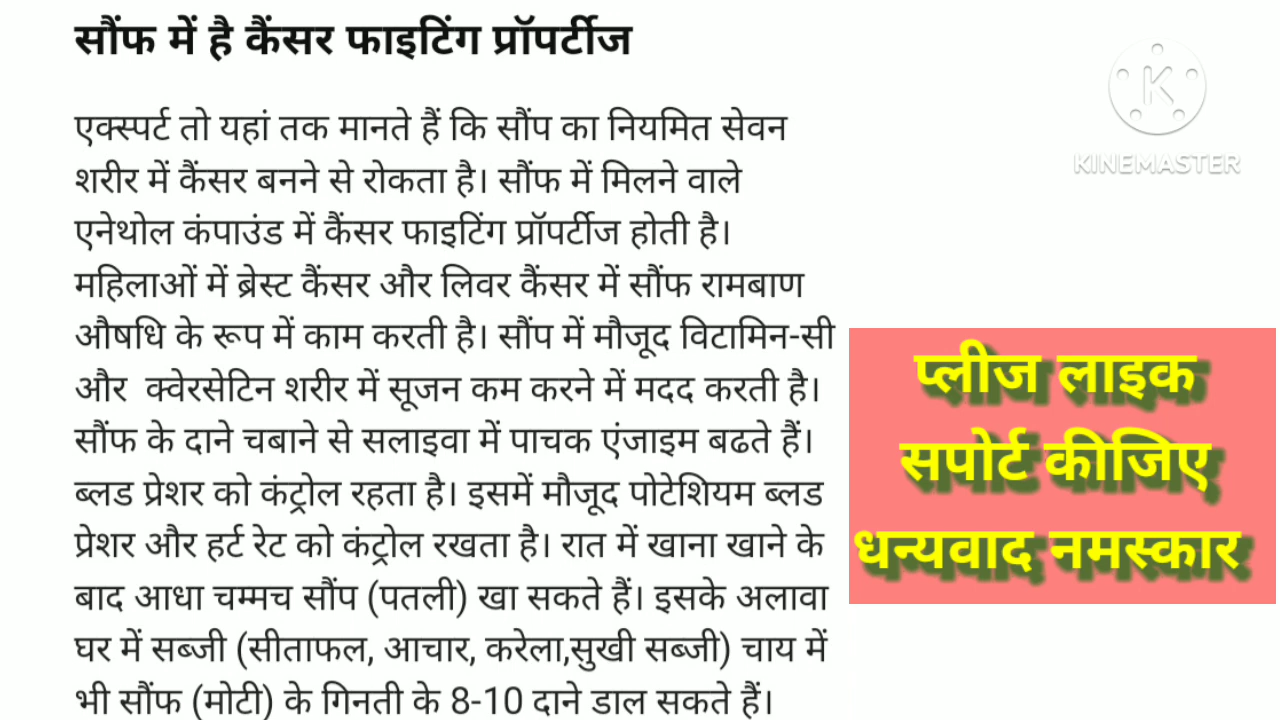 सौंफ में है कैंसर फाइटिंग प्रॉपर्टीज
एक्स्पर्ट तो यहां तक मानते हैं कि सौंप का नियमित सेवन
शरीर में कैंसर बनने से रोकता है। सौंफ में मिलने वाले
एनेथोल कंपाउंड में कैंसर फाइटिंग प्रॉपर्टीज होती है।
महिलाओं में ब्रेस्ट कैंसर और लिवर कैंसर में सौंफ रामबाण
औषधि के रूप में काम करती है। सौंप में मौजूद विटामिन-सी
और क्वेरसेटिन शरीर में सूजन कम करने में मदद करती है।
सौंफ के दाने चबाने से सलाइवा में पाचक एंजाइम बढते हैं।
ब्लड प्रेशर को कंट्रोल रहता है। इसमें मौजूद पोटेशियम ब्लड
प्रेशर और हर्ट रेट को कंट्रोल रखता है। रात में खाना खाने के
बाद आधा चम्मच सौंप (पतली) खा सकते हैं। इसके अलावा
घर में सब्जी (सीताफल, आचार, करेला,सुखी सब्जी) चाय में
भी सौंफ (मोटी) के गिनती के 8-10 दाने डाल सकते हैं।
KINEMASTER
प्लीज लाइक
सपोर्ट कीजिए
धन्यवाद नमस्कार